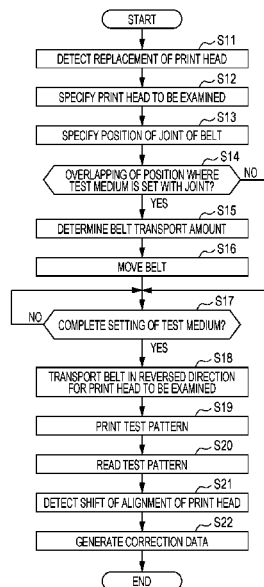 START
S11
DETECT REPLACEMENT OF PRINT HEAD
S12
SPECIFY PRINT HEAD TO BE EXAMINED
S13
SPECIFY POSITION OF JOINT OF BELT
S14
OVERLAPPING OF POSITION WHERE
TEST MEDIUM IS SET WITH JOINT?
NO
YES
S15
DETERMINE BELT TRANSPORT AMOUNT
S16
MOVE BELT
S17
NO
COMPLETE SETTING OF TEST MEDIUM?
YES
S18
TRANSPORT BELT IN REVERSED DIRECTION
FOR PRINT HEAD TO BE EXAMINED
S19
PRINT TEST PATTERN
S20
READ TEST PATTERN
S21
DETECT SHIFT OF ALIGNMENT OF PRINT HEAD
S22
GENERATE CORRECTION DATA
END